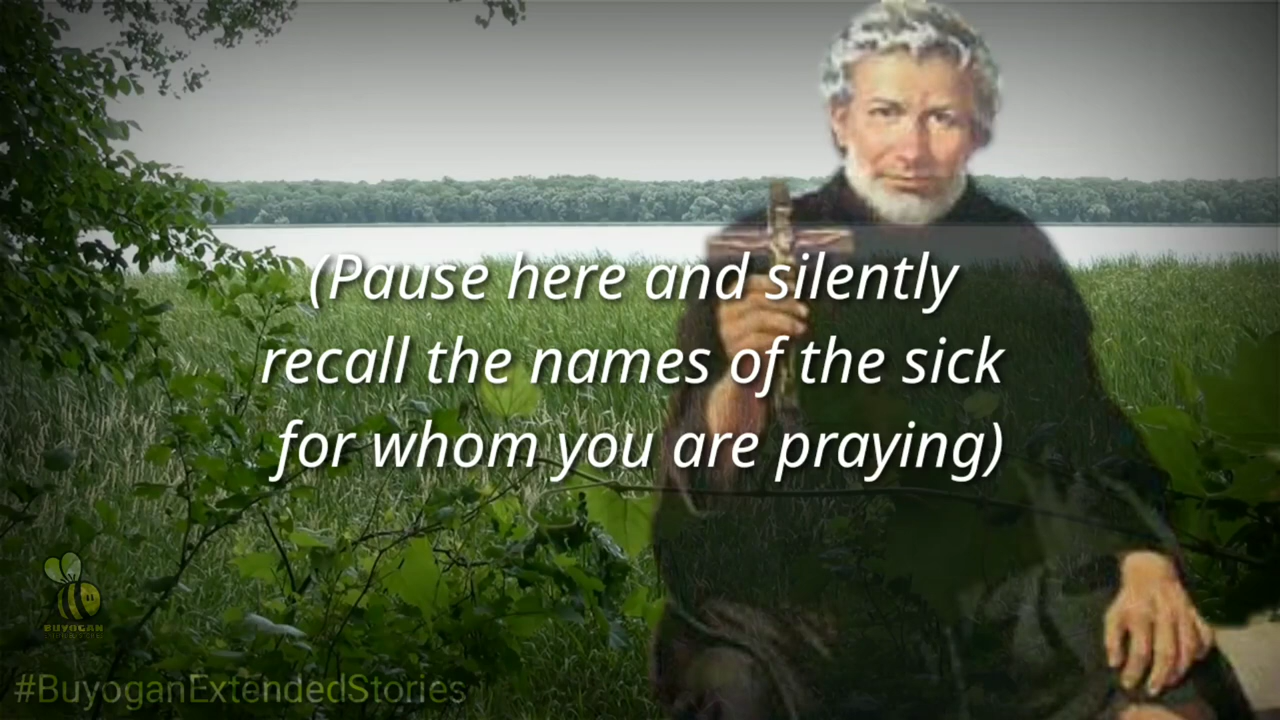 (Pause here and silently
recall the names of the sick
for whom you are praying)
BUYOGAN
#BuyoganExtendedStories